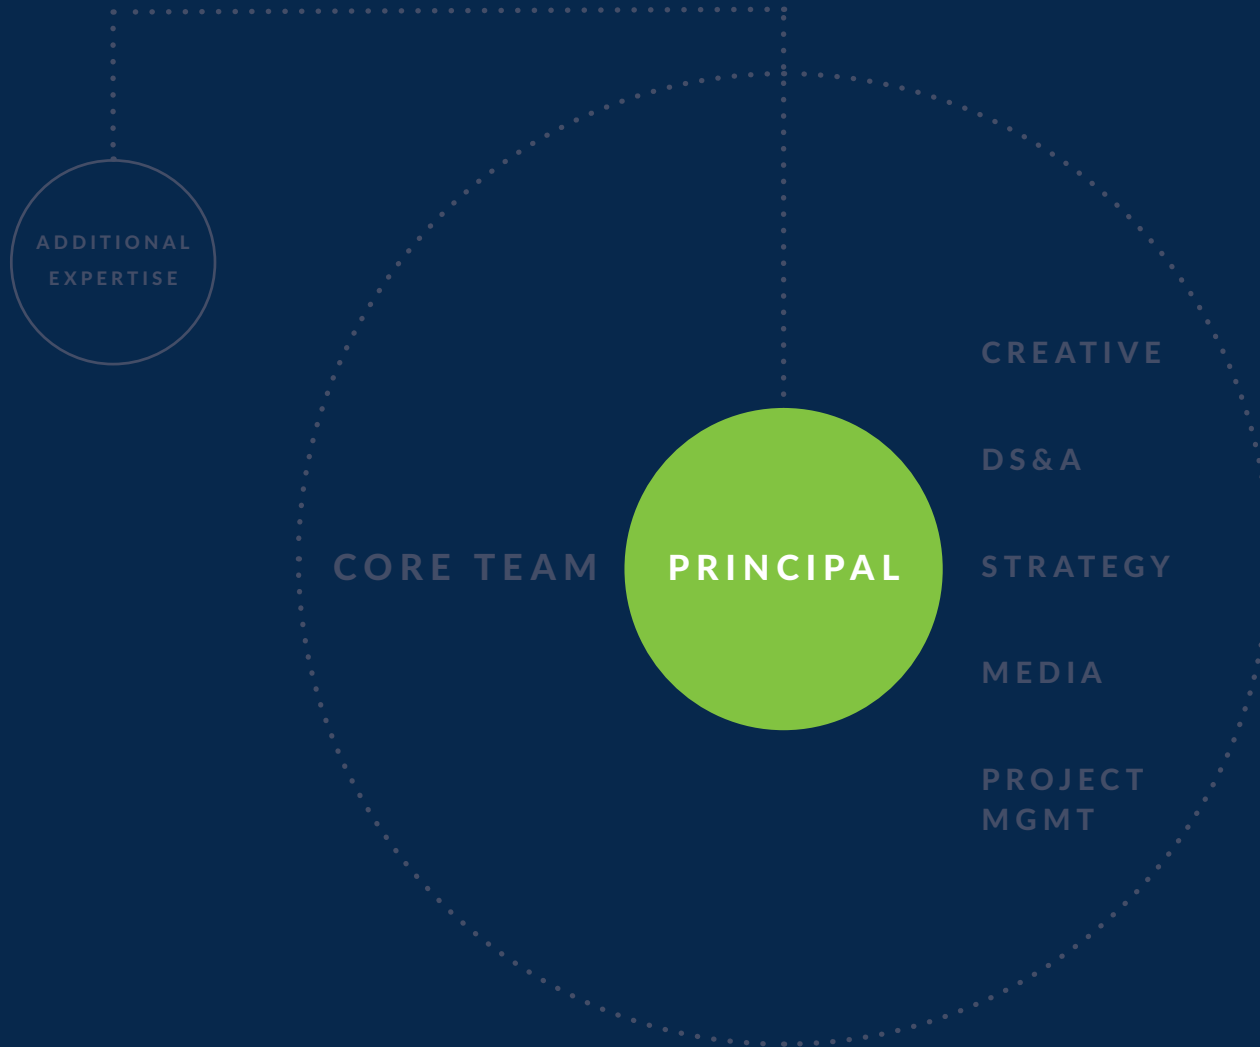 ADDITIONAL
EXPERTISE
CORE TEAM
PRINCIPAL
CREATIVE
DS&A
STRATEGY
MEDIA
PROJECT
MGMT